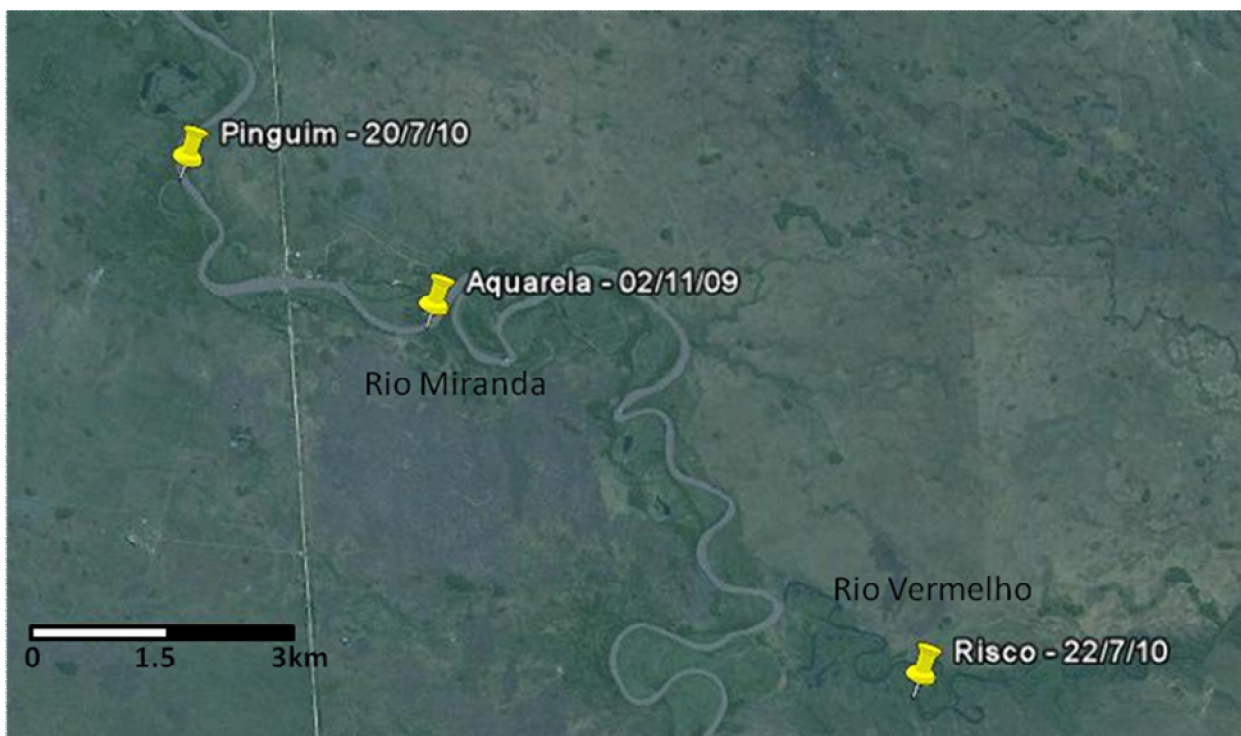 Pinguim - 20/7/10
Aquarela - 02/11/09
Rio Miranda
Rio Vermelho
Risco - 22/7/10
0 1.5 3km